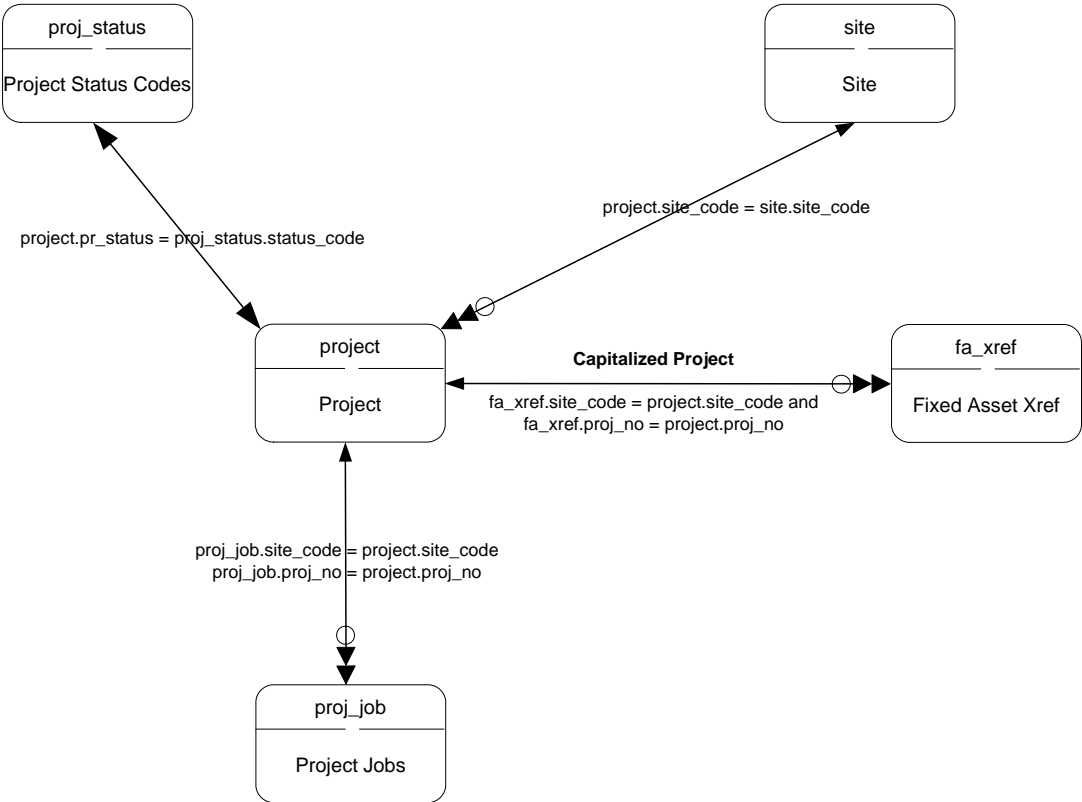 proj_status
Project Status Codes
site
Site
project.site_code = site.site_code
project.pr_status = proj_status.status_code
project
Project
Capitalized Project
fa_xref.site_code = project.site_code and
fa_xref.proj_no = project.proj_no
fa_xref
Fixed Asset Xref
proj_job.site_code = project.site_code
proj_job.proj_no = project.proj_no
proj_job
Project Jobs